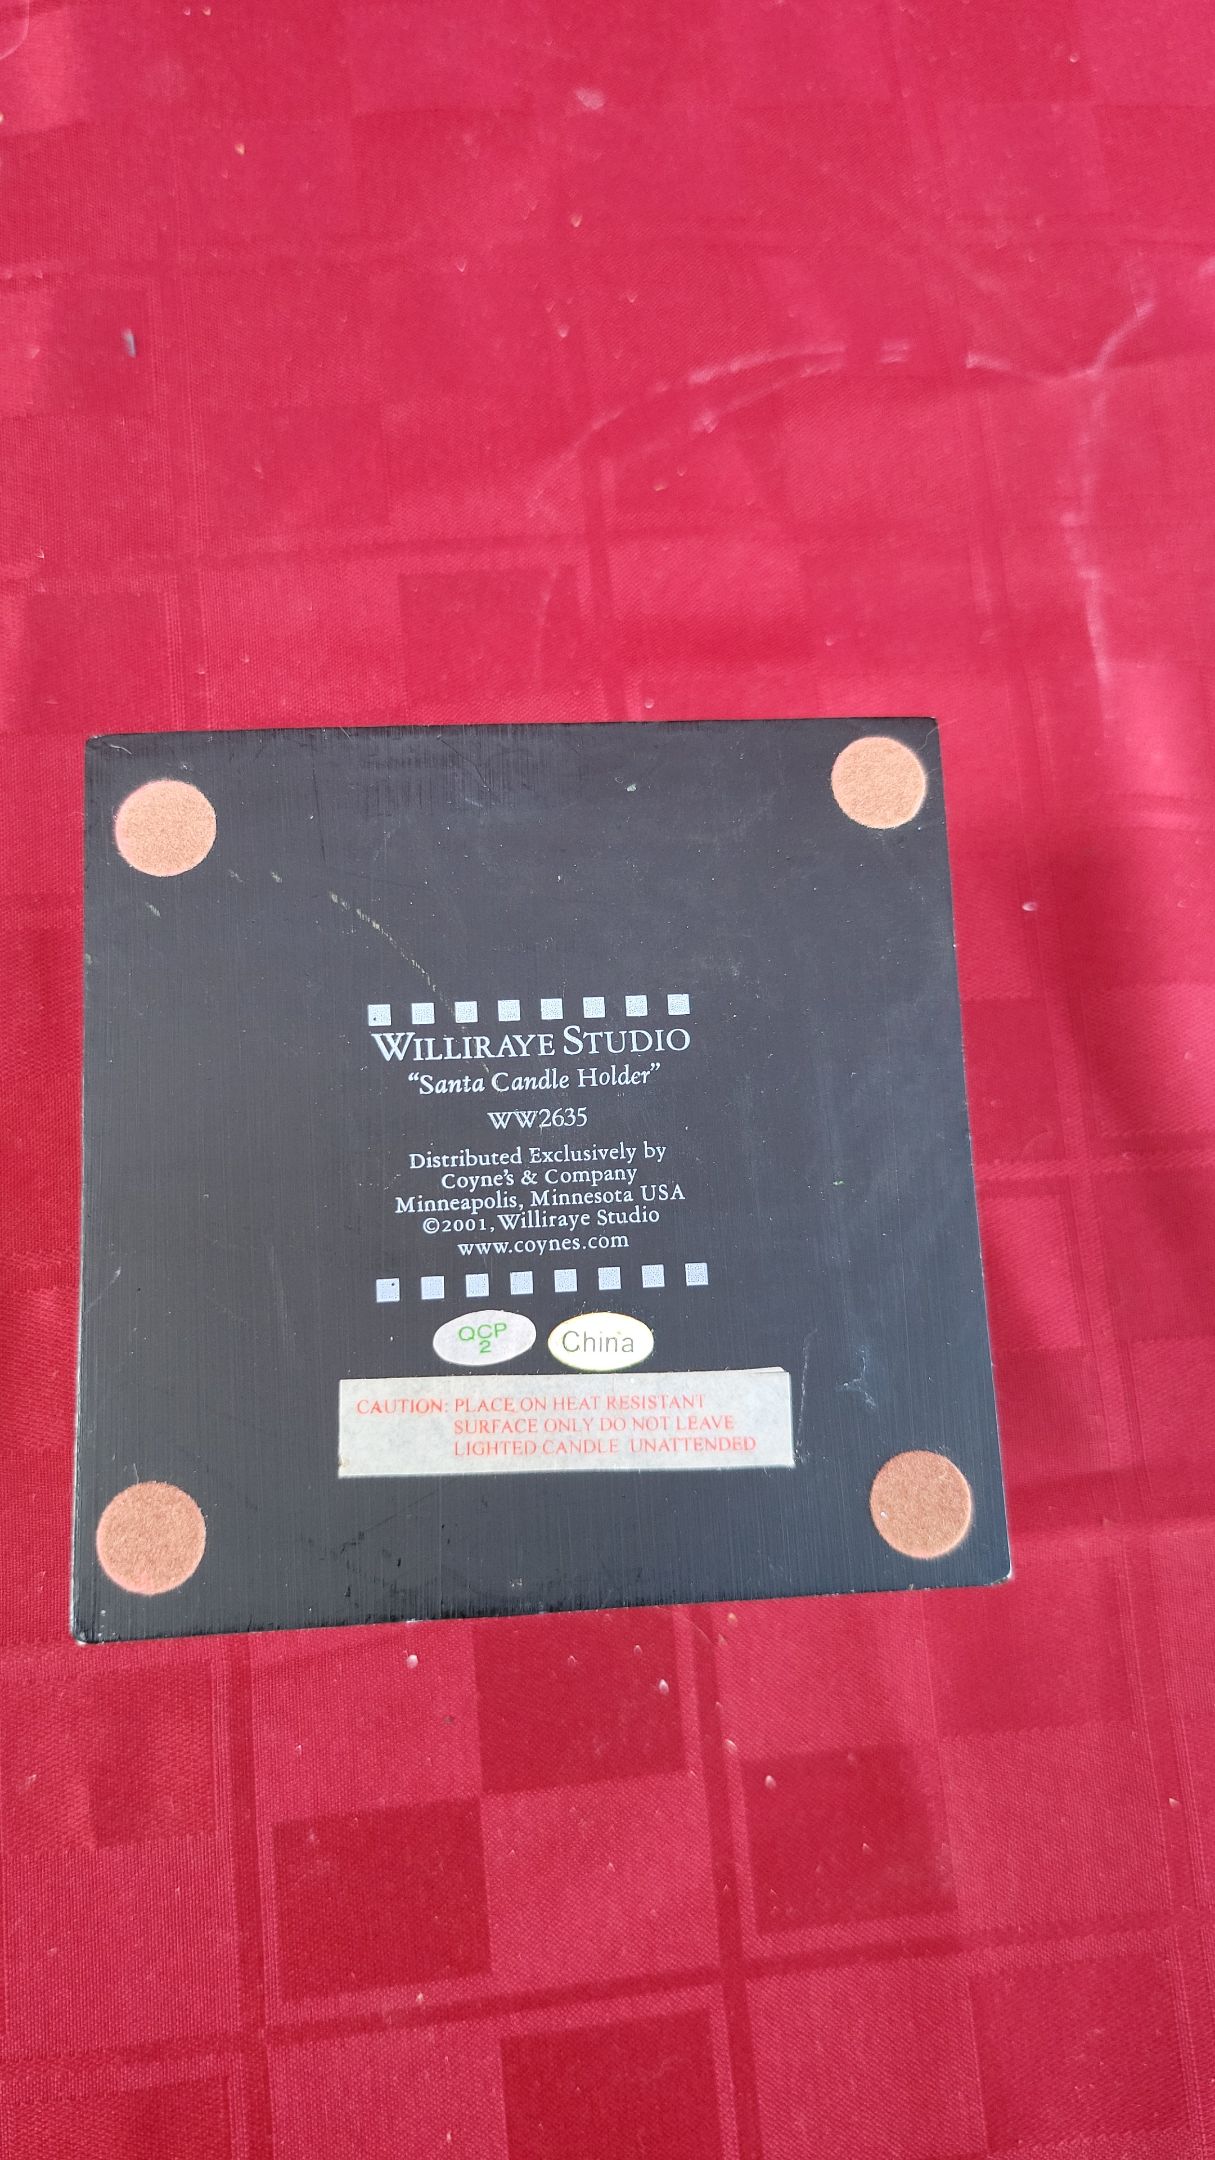 WILLIRAYE STUDIO
“Santa Candle Holder”
WW2635
Distributed Exclusively by
Coyne’s & Company
Minneapolis, Minnesota USA
©2001, Williraye Studio
www.coynes.com
QCP
2
China
CAUTION: PLACE ON HEAT RESISTANT
SURFACE ONLY DO NOT LEAVE
LIGHTED CANDLE UNATTENDED